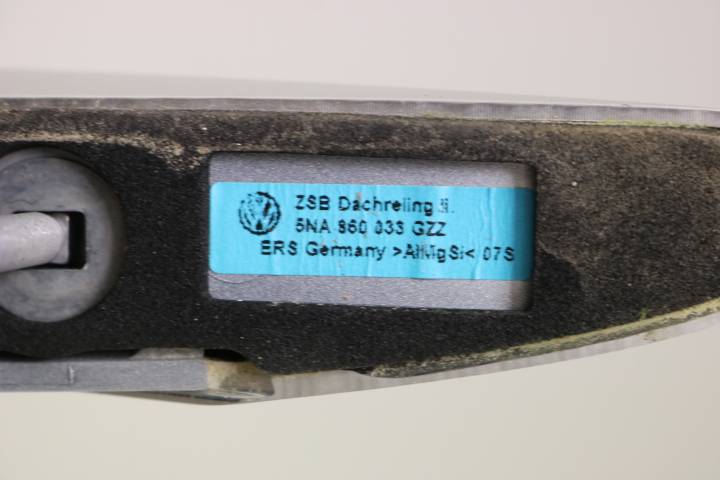 ZSB Dachreling li.
5NA 860 033 GZZ
ERS Germany >AlMgSi< 07S